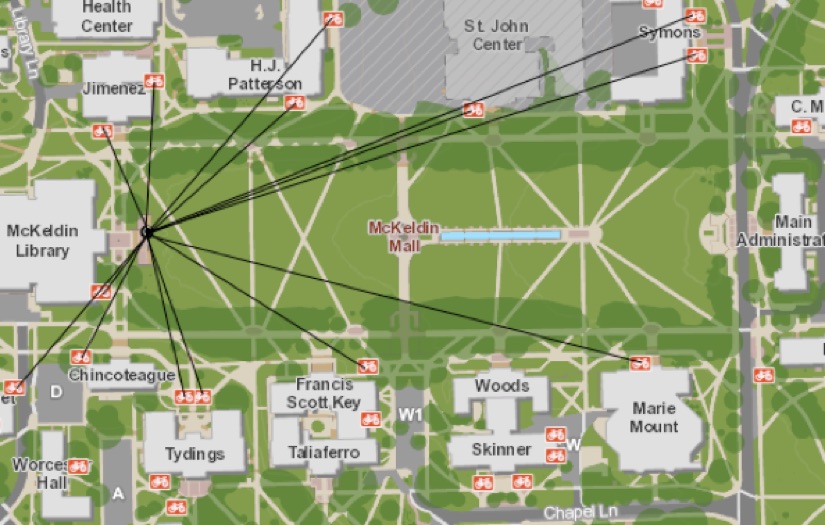 Health
Center
Library Ln
St. John
Center
Symons
H.J.
Patterson
Jimenez
C. M
McKeldin
Library
McKeldin
Mall
Main
Administrat
Chincoteague
D
et
Francis
Scott Key
W1
Woods
Marie
Mount
Tydings
Taliaferro
Skinner
W
Worces
Hall
A
Chapel Ln